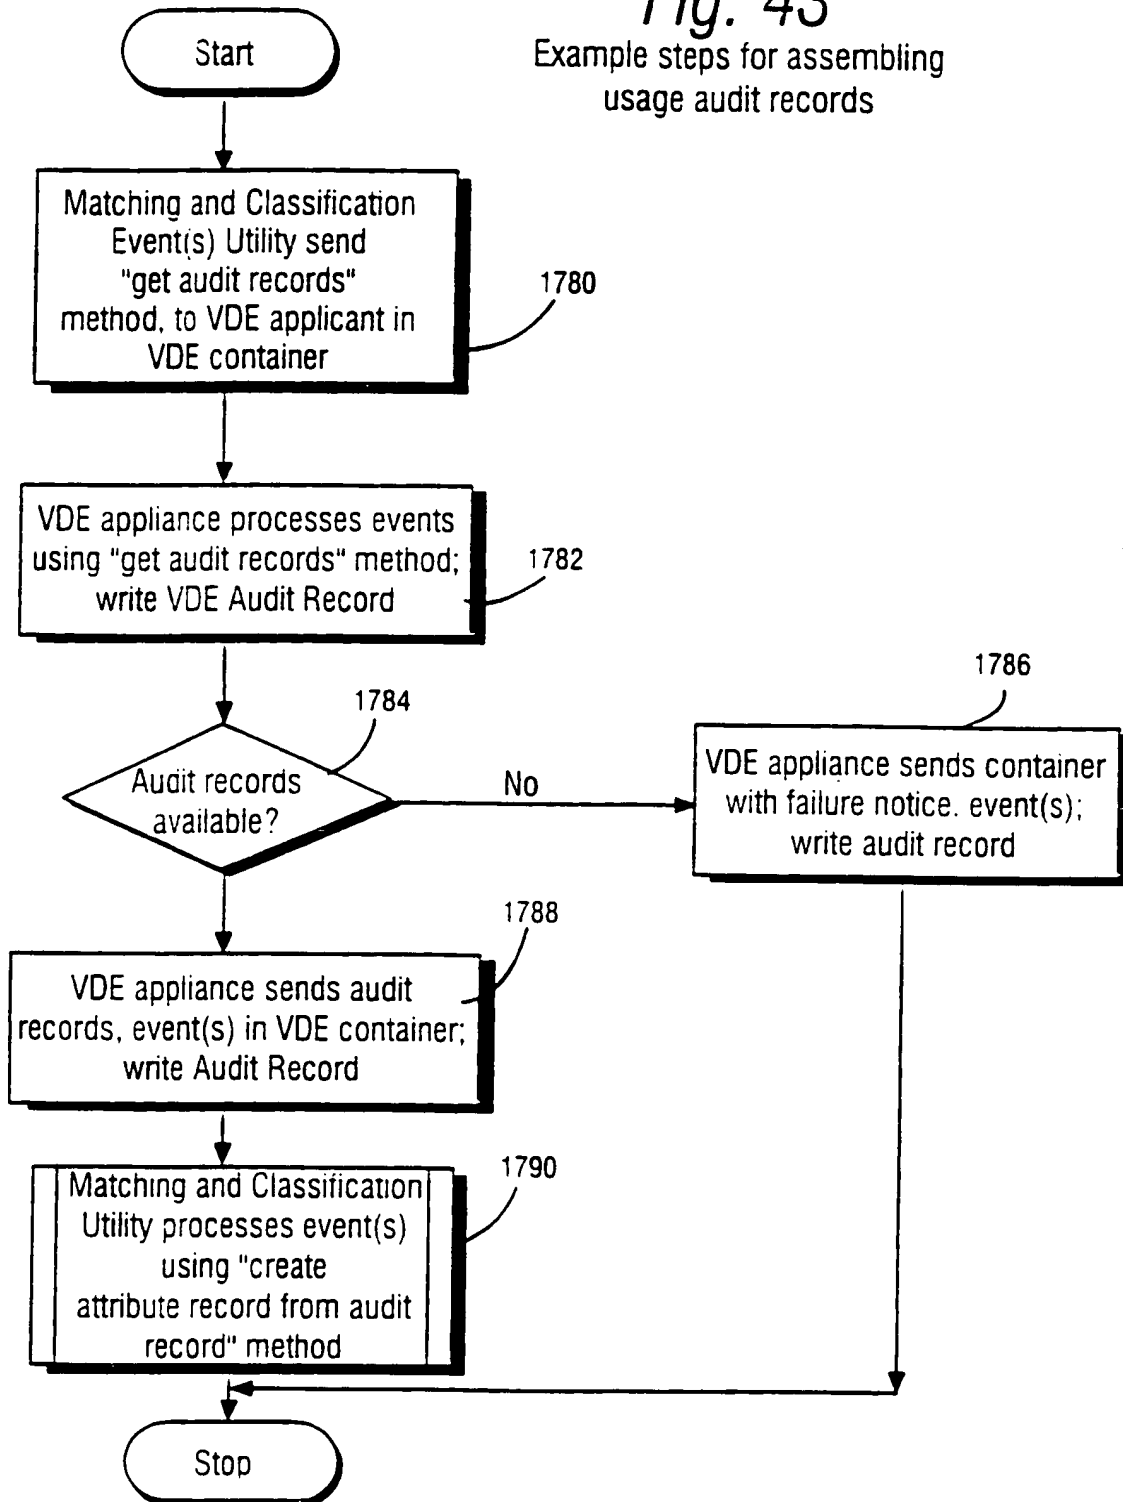 Fig. 43
Example steps for assembling
usage audit records
Start
Matching and Classification
Event(s) Utility send
"get audit records"
method, to VDE applicant in
VDE container
1780
VDE appliance processes events
using "get audit records" method;
write VDE Audit Record
1782
1784
Audit records
available?
No
1786
VDE appliance sends container
with failure notice. event(s);
write audit record
1788
VDE appliance sends audit
records, event(s) in VDE container;
write Audit Record
1790
Matching and Classification
Utility processes event(s)
using "create
attribute record from audit
record" method
Stop